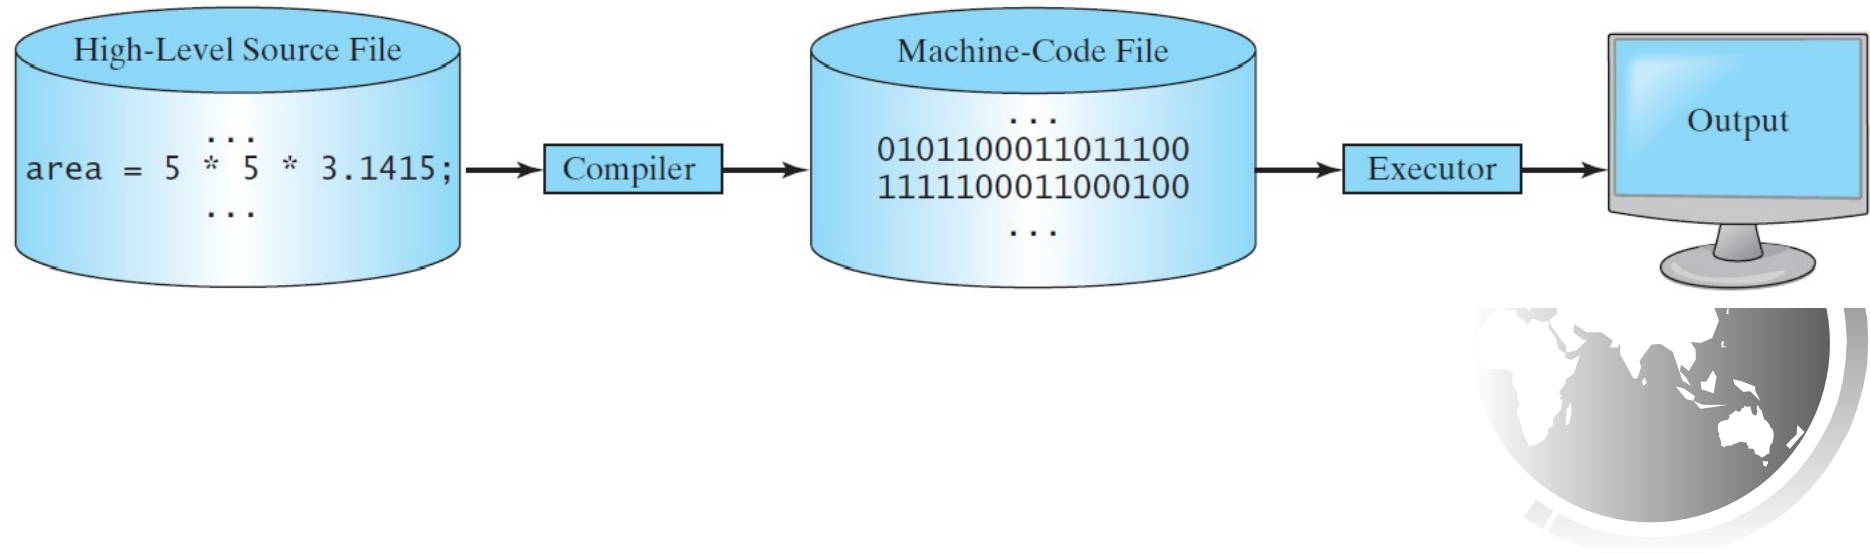 High-Level Source File
...
area = 5 * 5 * 3.1415;
...
Compiler
Machine-Code File
...
0101100011011100
1111100011000100
...
Executor
Output